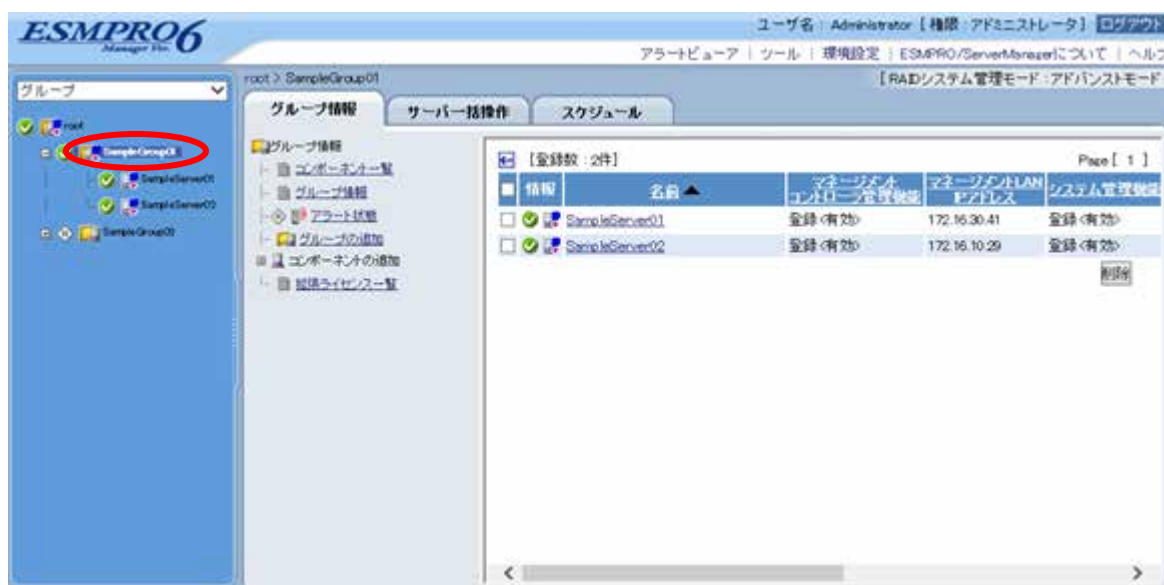 ESMPRO6
Manager Ver.
ユーザ名 : Administrator [ 権限 : アドミニストレータ ] ログアウト
アラートビューア | ツール | 環境設定 | ESMPRO/ServerManagerについて | ヘルプ
root > SampleGroup01
[ RAIDシステム管理モード : アドバンストモード
グループ
root
SampleGroup01
SampleServer01
SampleServer02
グループ情報
サーバ一括操作
スケジュール
グループ情報
コンポーネント一覧
グループ情報
アラート状態
グループの追加
コンポーネントの追加
拡張ライセンス一覧
[登録数 : 2件]
Page [ 1 ]
情報 名前▲ マネージメントコントローラ管理機能 マネージメントLAN IPアドレス システム管理機能
SampleServer01 登録<有効> 172.16.30.41 登録<有効>
SampleServer02 登録<有効> 172.16.10.29 登録<有効>
削除